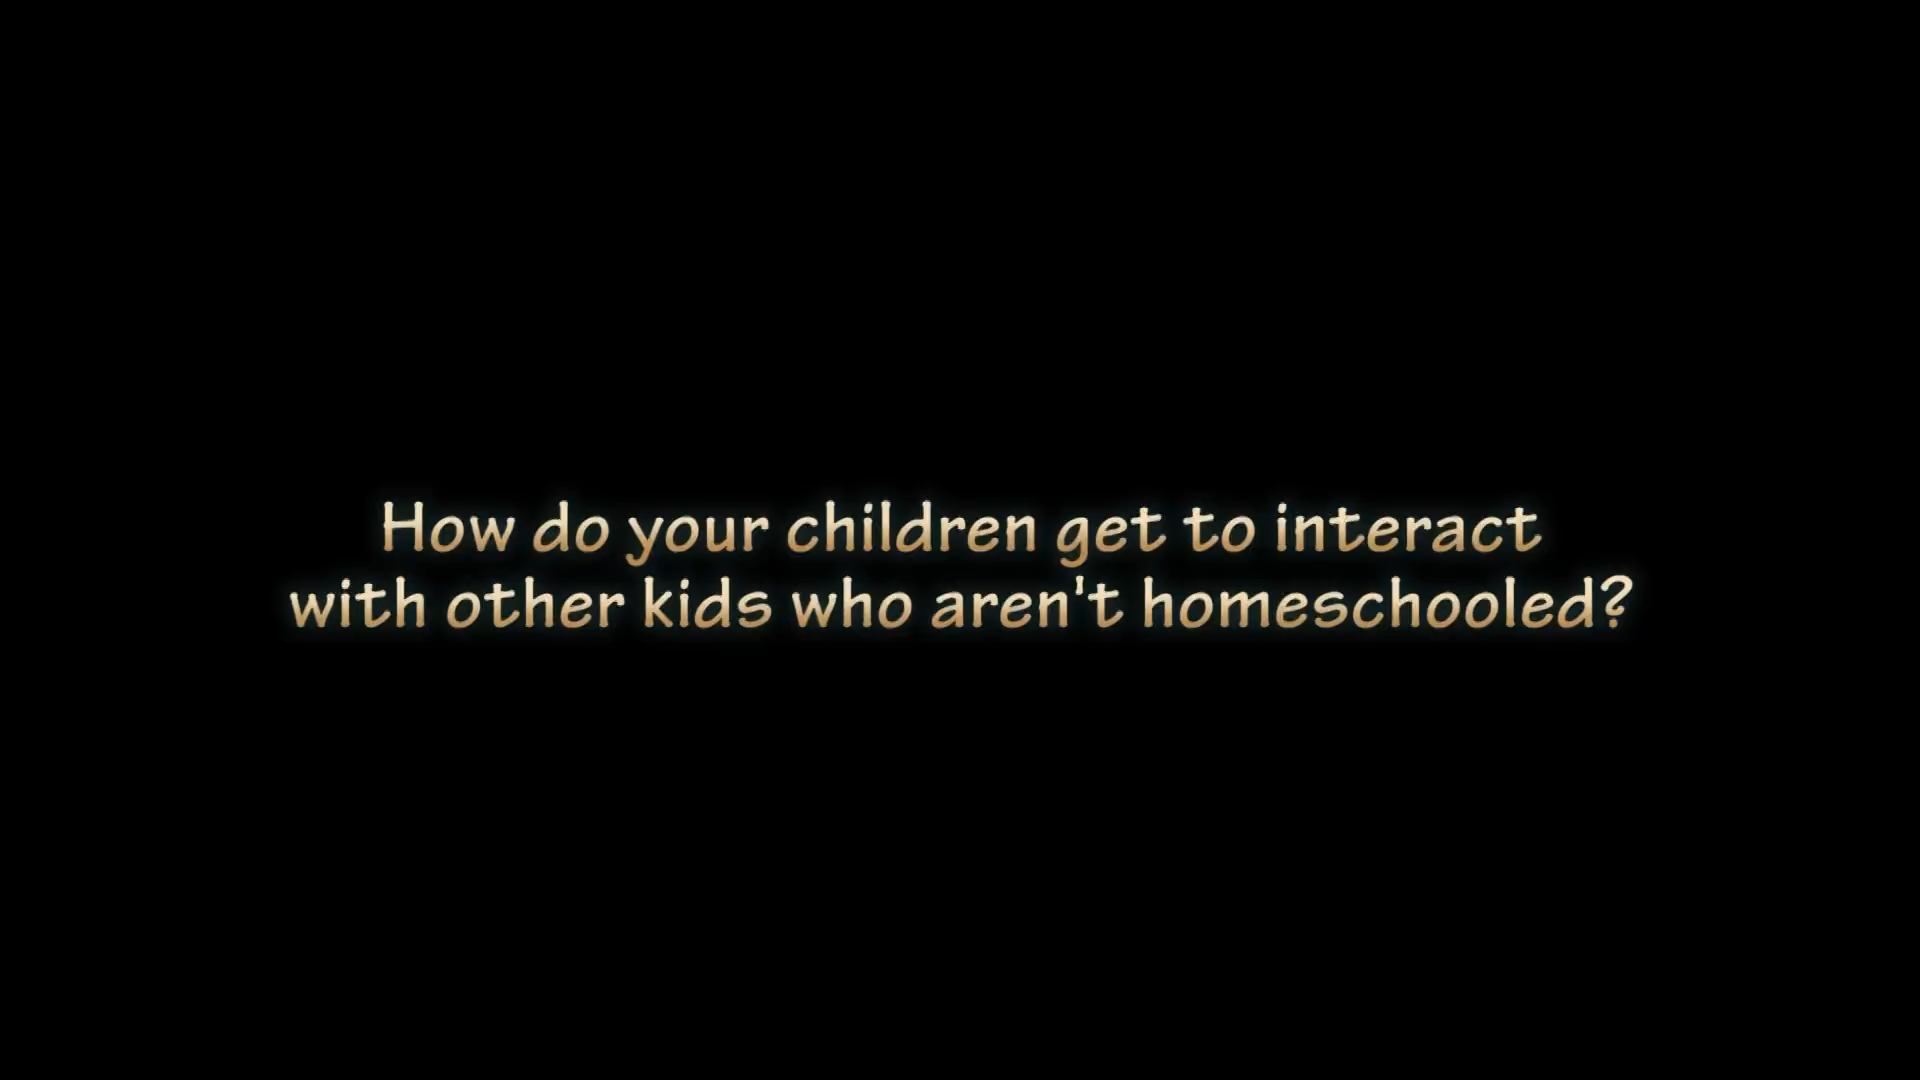 How do your children get to interact
with other kids who aren't homeschooled?